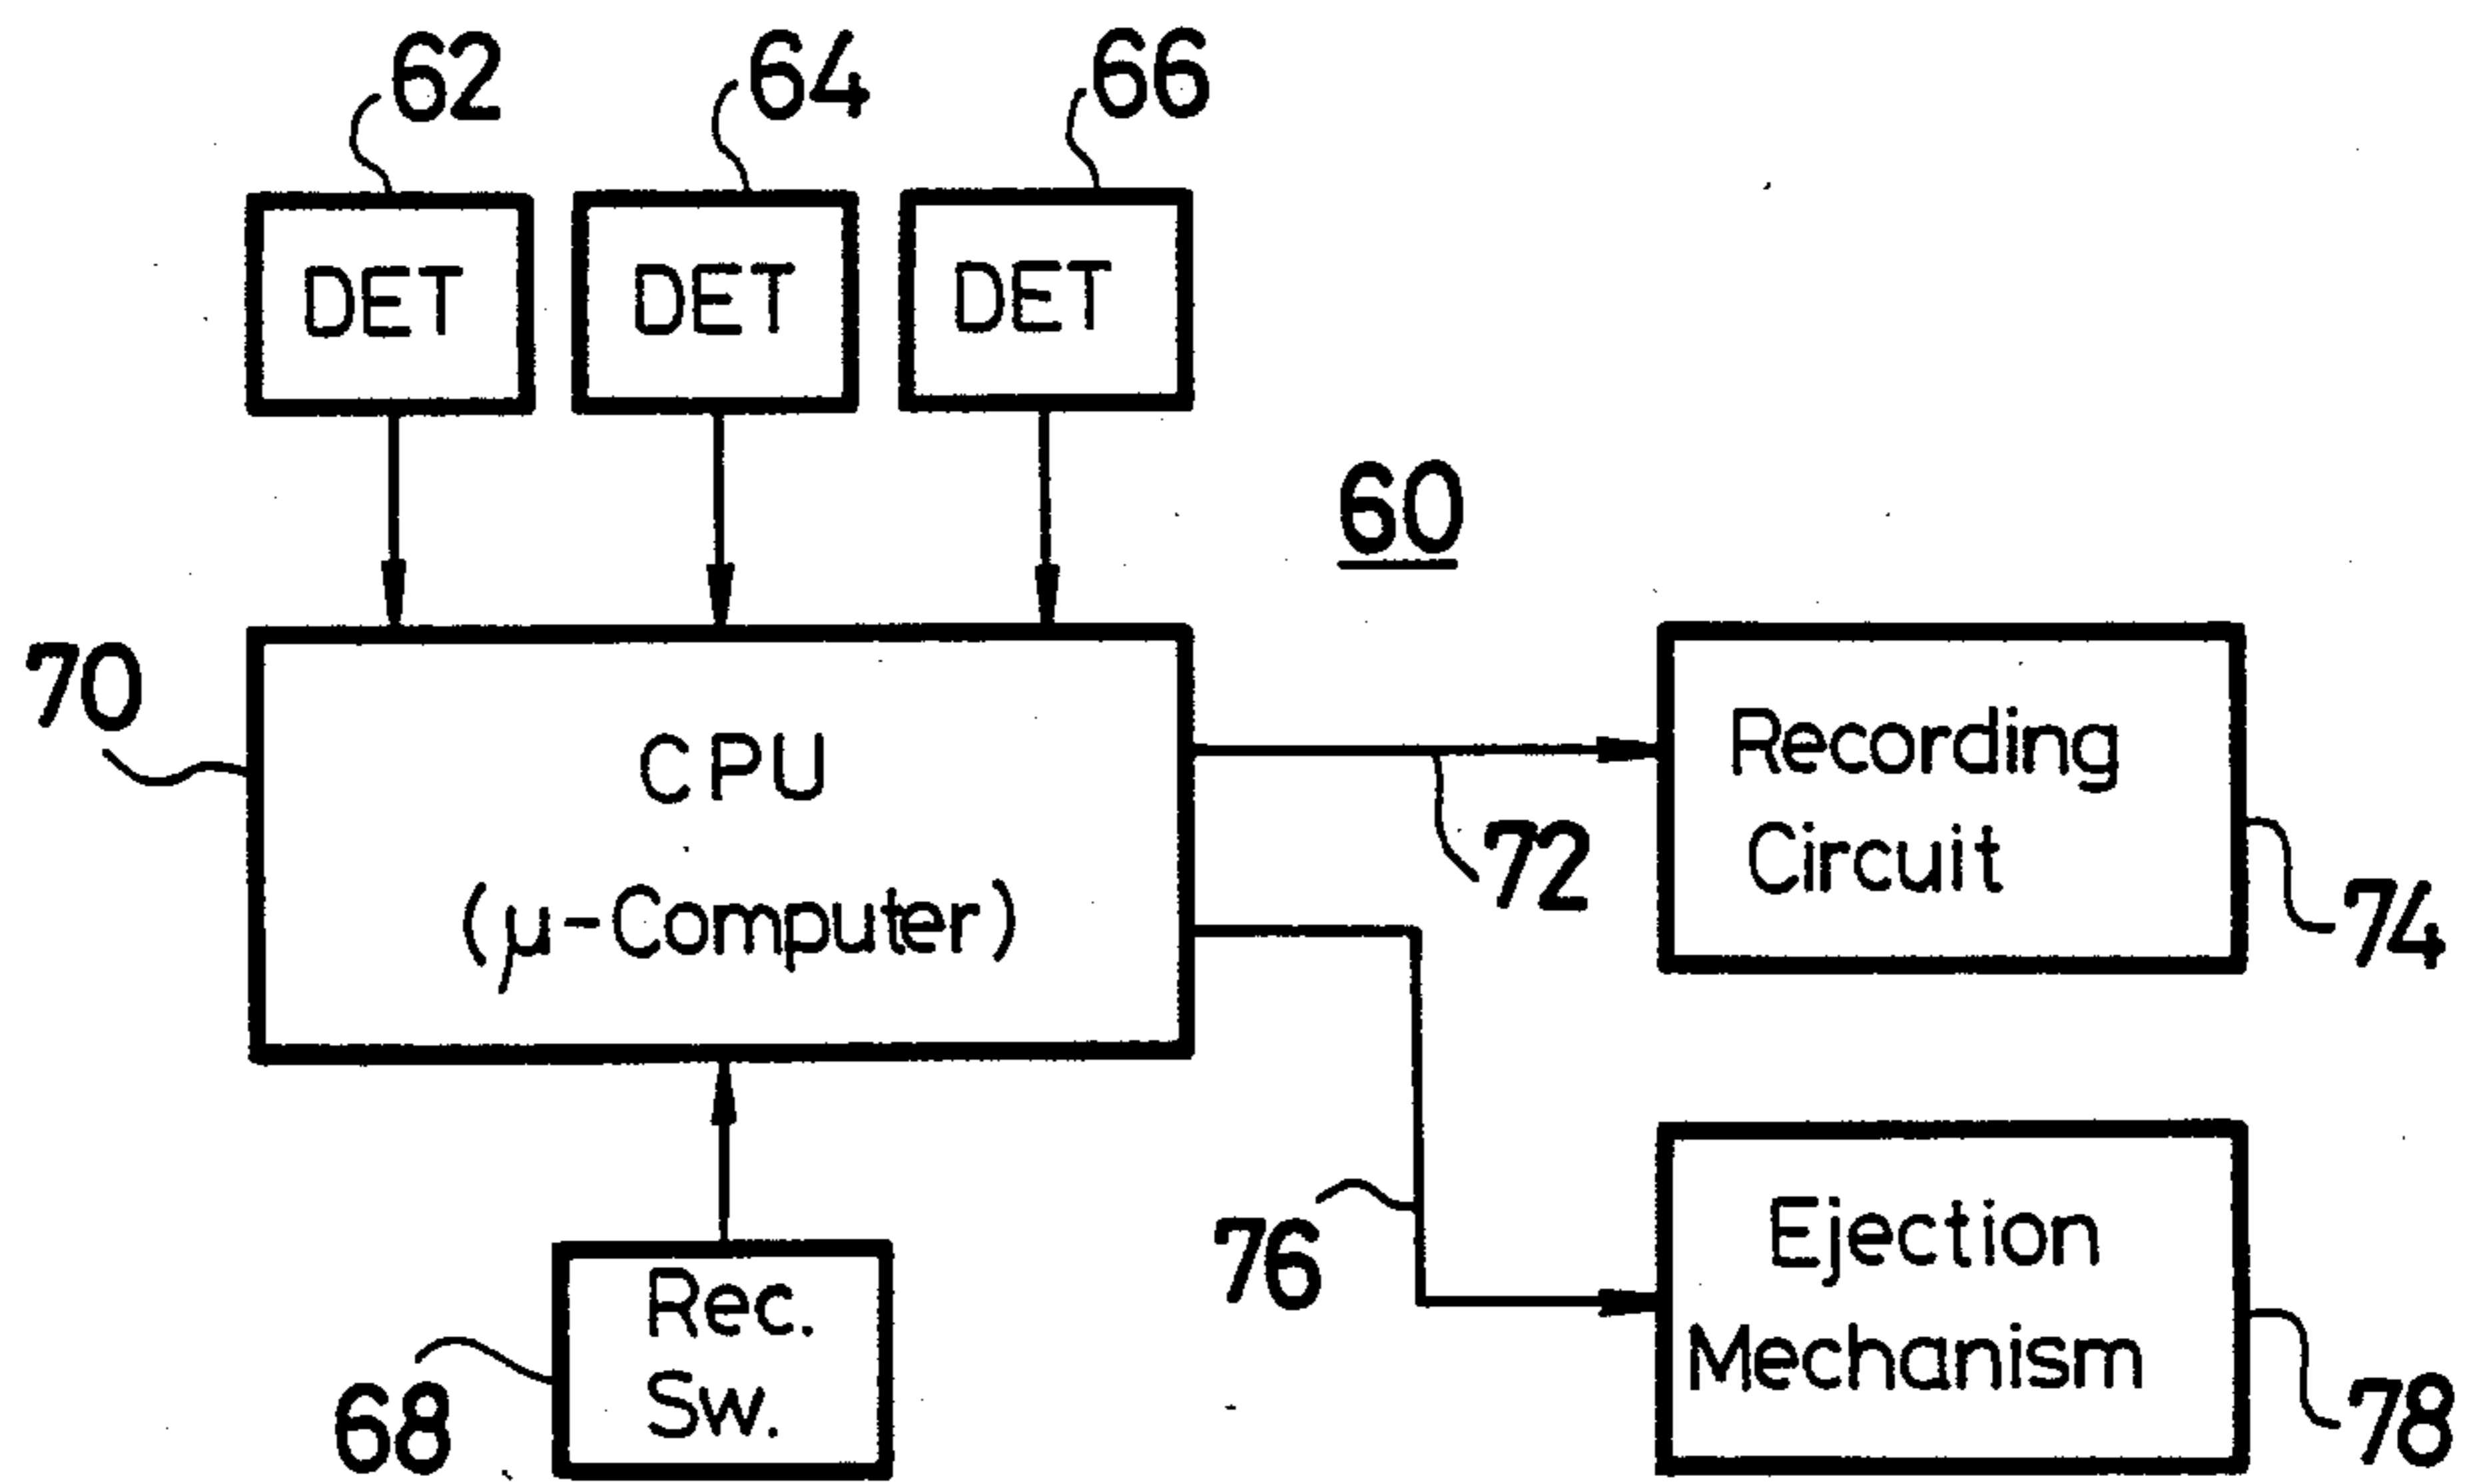 62 64 66
DET DET DET
60
70
CPU
(μ-Computer)
Recording
Circuit
72
74
76
Ejection
Mechanism
78
Rec.
Sw.
68